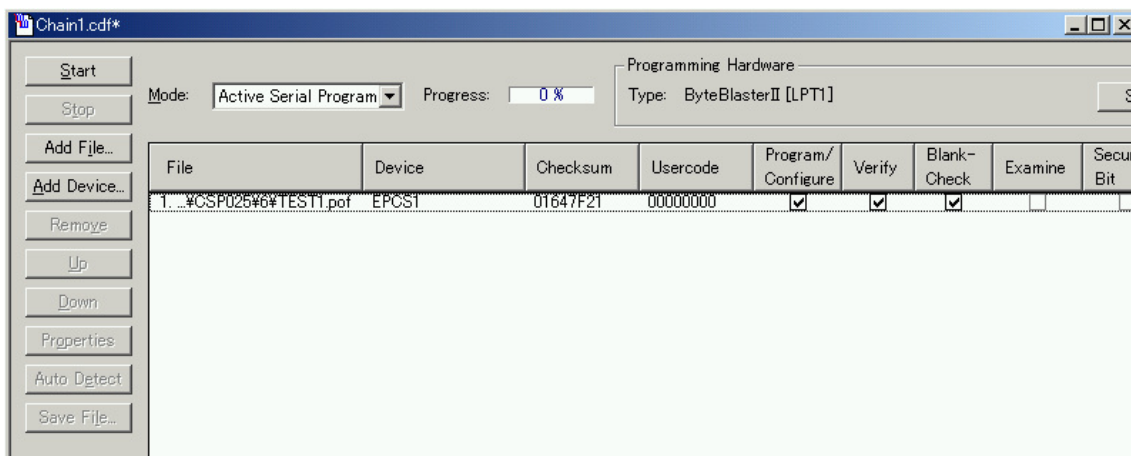 Chain1.cdf*
Start
Stop
Add File...
Add Device...
Remove
Up
Down
Properties
Auto Detect
Save File...
Mode: Active Serial Program Progress: 0 %
Programming Hardware
Type: ByteBlasterII [LPT1]
S
File Device Checksum Usercode Program/ Configure Verify Blank- Check Examine Secur Bit
1. ...¥CSP025¥6¥TEST1.pof EPCS1 01647F21 00000000